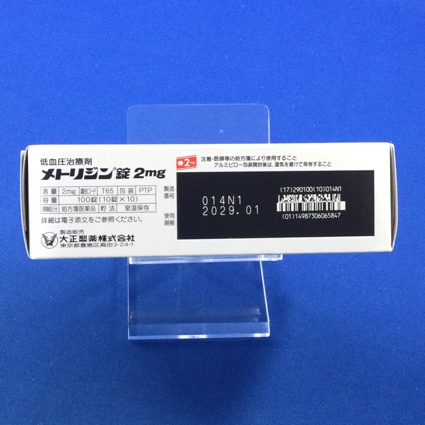 低血圧治療剤
メトリジン®錠 2mg
含量 2mg 識別コード T65 包装 PTP
容量 100錠(10錠×10)
規制区分 処方箋医薬品 貯法 室温保存
詳細は電子添文をご参照ください。
製造販売
大正製薬株式会社
東京都豊島区高田3-24-1
2mg
注意-医師等の処方箋により使用すること
アルミピロー包装開封後は、湿気を避けて保存すること
製造番号 014N1
使用期限 2029.01
(17)290100(10)014N1
(01)14987306065847